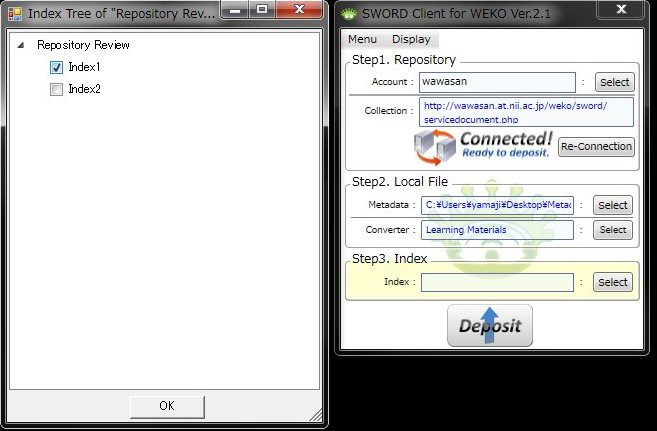 Index Tree of "Repository Rev...
Repository Review
Index1
Index2
OK
SWORD Client for WEKO Ver.2.1
Menu Display
Step1. Repository
Account : wawasan : Select
Collection : http://wawasan.at.nii.ac.jp/weko/sword/
servicedocument.php
Connected!
Ready to deposit.
Re-Connection
Step2. Local File
Metadata : C:¥Users¥yamaji¥Desktop¥Metac : Select
Converter : Learning Materials : Select
Step3. Index
Index : : Select
Deposit